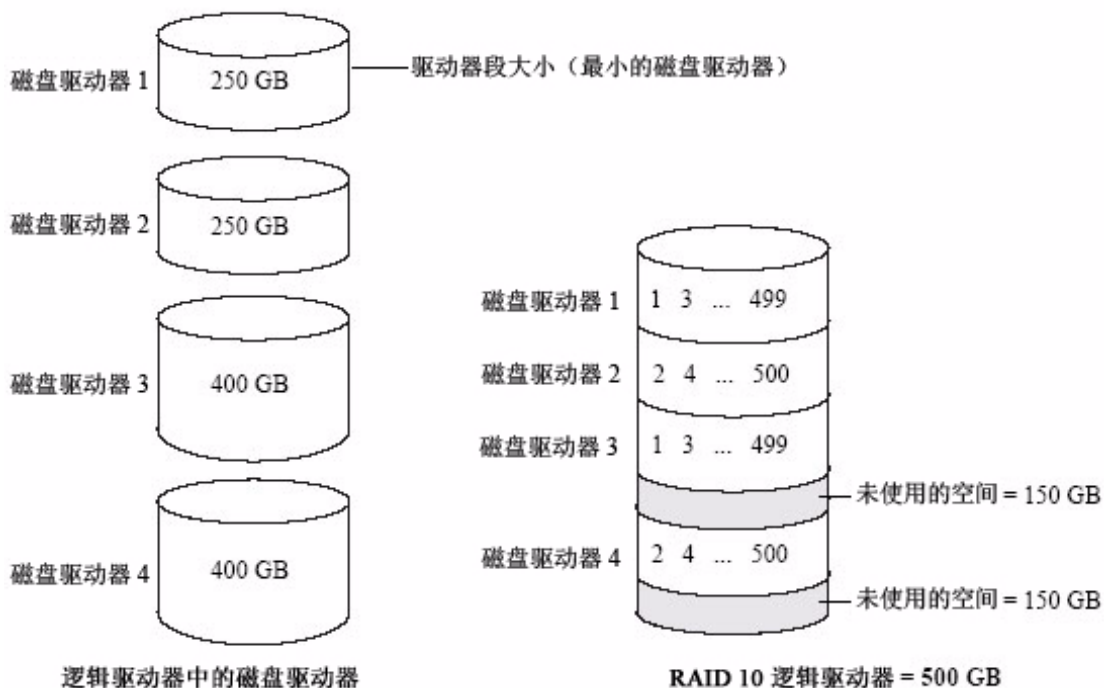 磁盘驱动器 1
250 GB
驱动器段大小（最小的磁盘驱动器）
磁盘驱动器 2
250 GB
磁盘驱动器 3
400 GB
磁盘驱动器 4
400 GB
逻辑驱动器中的磁盘驱动器
磁盘驱动器 1
1 3 ... 499
磁盘驱动器 2
2 4 ... 500
磁盘驱动器 3
1 3 ... 499
未使用的空间 = 150 GB
磁盘驱动器 4
2 4 ... 500
未使用的空间 = 150 GB
RAID 10 逻辑驱动器 = 500 GB